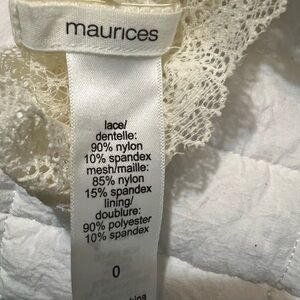 maurices
lace/
dentelle:
90% nylon
10% spandex
mesh/maille:
85% nylon
15% spandex
lining/
doublure:
90% polyester
10% spandex
0